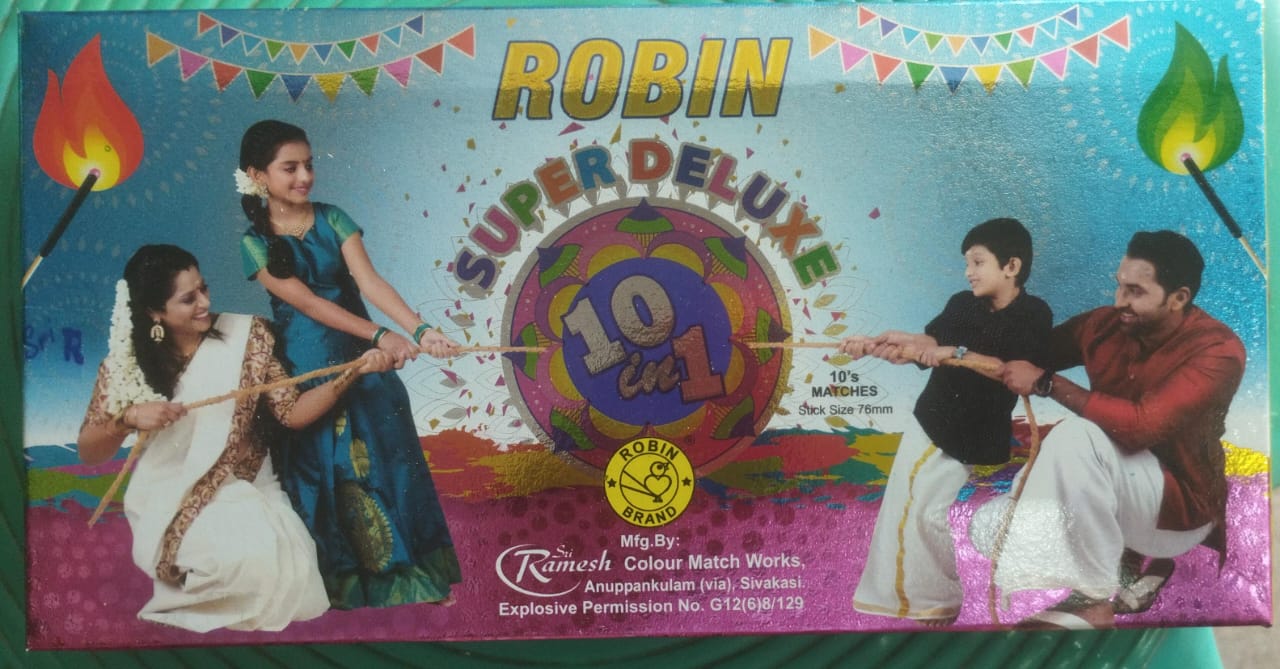 ROBIN
SUPER DELUXE
10
in 1
10's
MATCHES
Stick Size 76mm
ROBIN
BRAND
®
Mfg.By:
Sri
Ramesh Colour Match Works,
Anuppankulam (via), Sivakasi.
Explosive Permission No. G12(6)8/129
Sri R